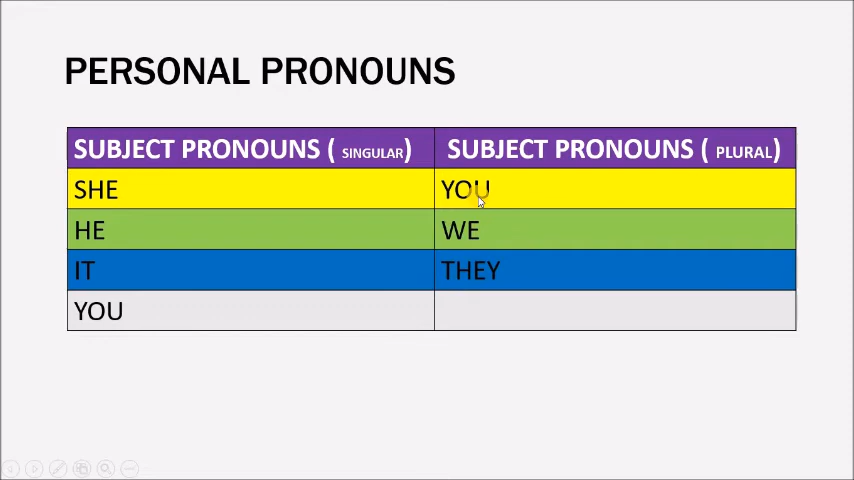 PERSONAL PRONOUNS
SUBJECT PRONOUNS ( SINGULAR) SUBJECT PRONOUNS ( PLURAL)
SHE YOU
HE WE
IT THEY
YOU